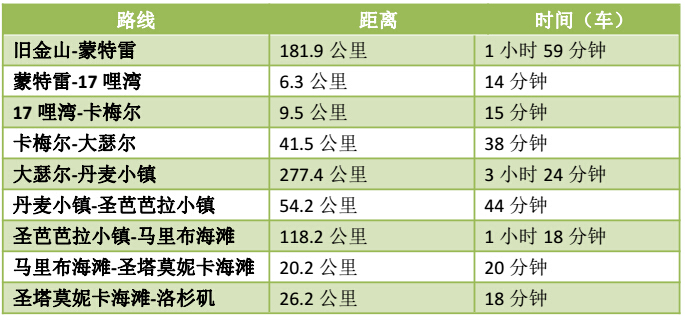 路线 距离 时间（车）
旧金山-蒙特雷 181.9 公里 1 小时 59 分钟
蒙特雷-17 哩湾 6.3 公里 14 分钟
17 哩湾-卡梅尔 9.5 公里 15 分钟
卡梅尔-大瑟尔 41.5 公里 38 分钟
大瑟尔-丹麦小镇 277.4 公里 3 小时 24 分钟
丹麦小镇-圣芭芭拉小镇 54.2 公里 44 分钟
圣芭芭拉小镇-马里布海滩 118.2 公里 1 小时 18 分钟
马里布海滩-圣塔莫妮卡海滩 20.2 公里 20 分钟
圣塔莫妮卡海滩-洛杉矶 26.2 公里 18 分钟